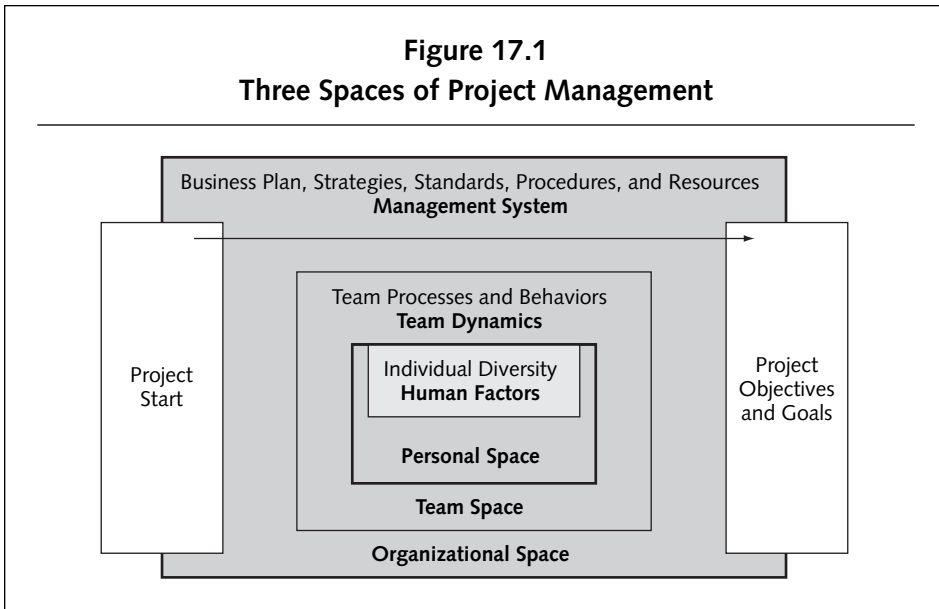 Figure 17.1
Three Spaces of Project Management
Business Plan, Strategies, Standards, Procedures, and Resources
Management System
Team Processes and Behaviors
Team Dynamics
Individual Diversity
Human Factors
Personal Space
Team Space
Organizational Space
Project
Start
Project
Objectives
and Goals